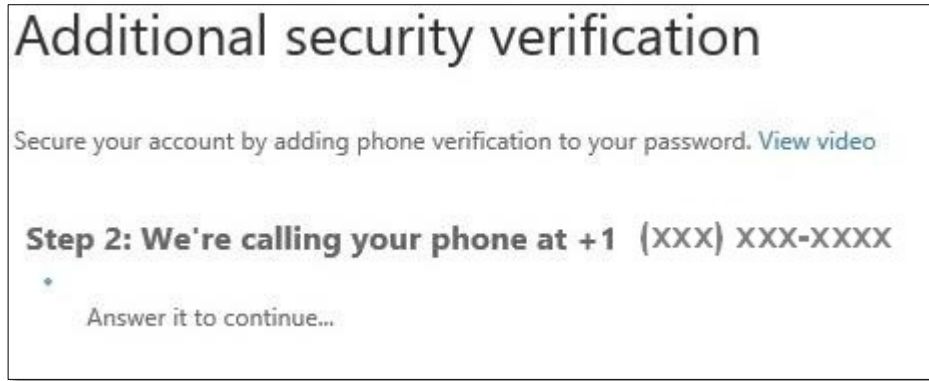 Additional security verification
Secure your account by adding phone verification to your password. View video
Step 2: We're calling your phone at +1 (XXX) XXX-XXXX
Answer it to continue...